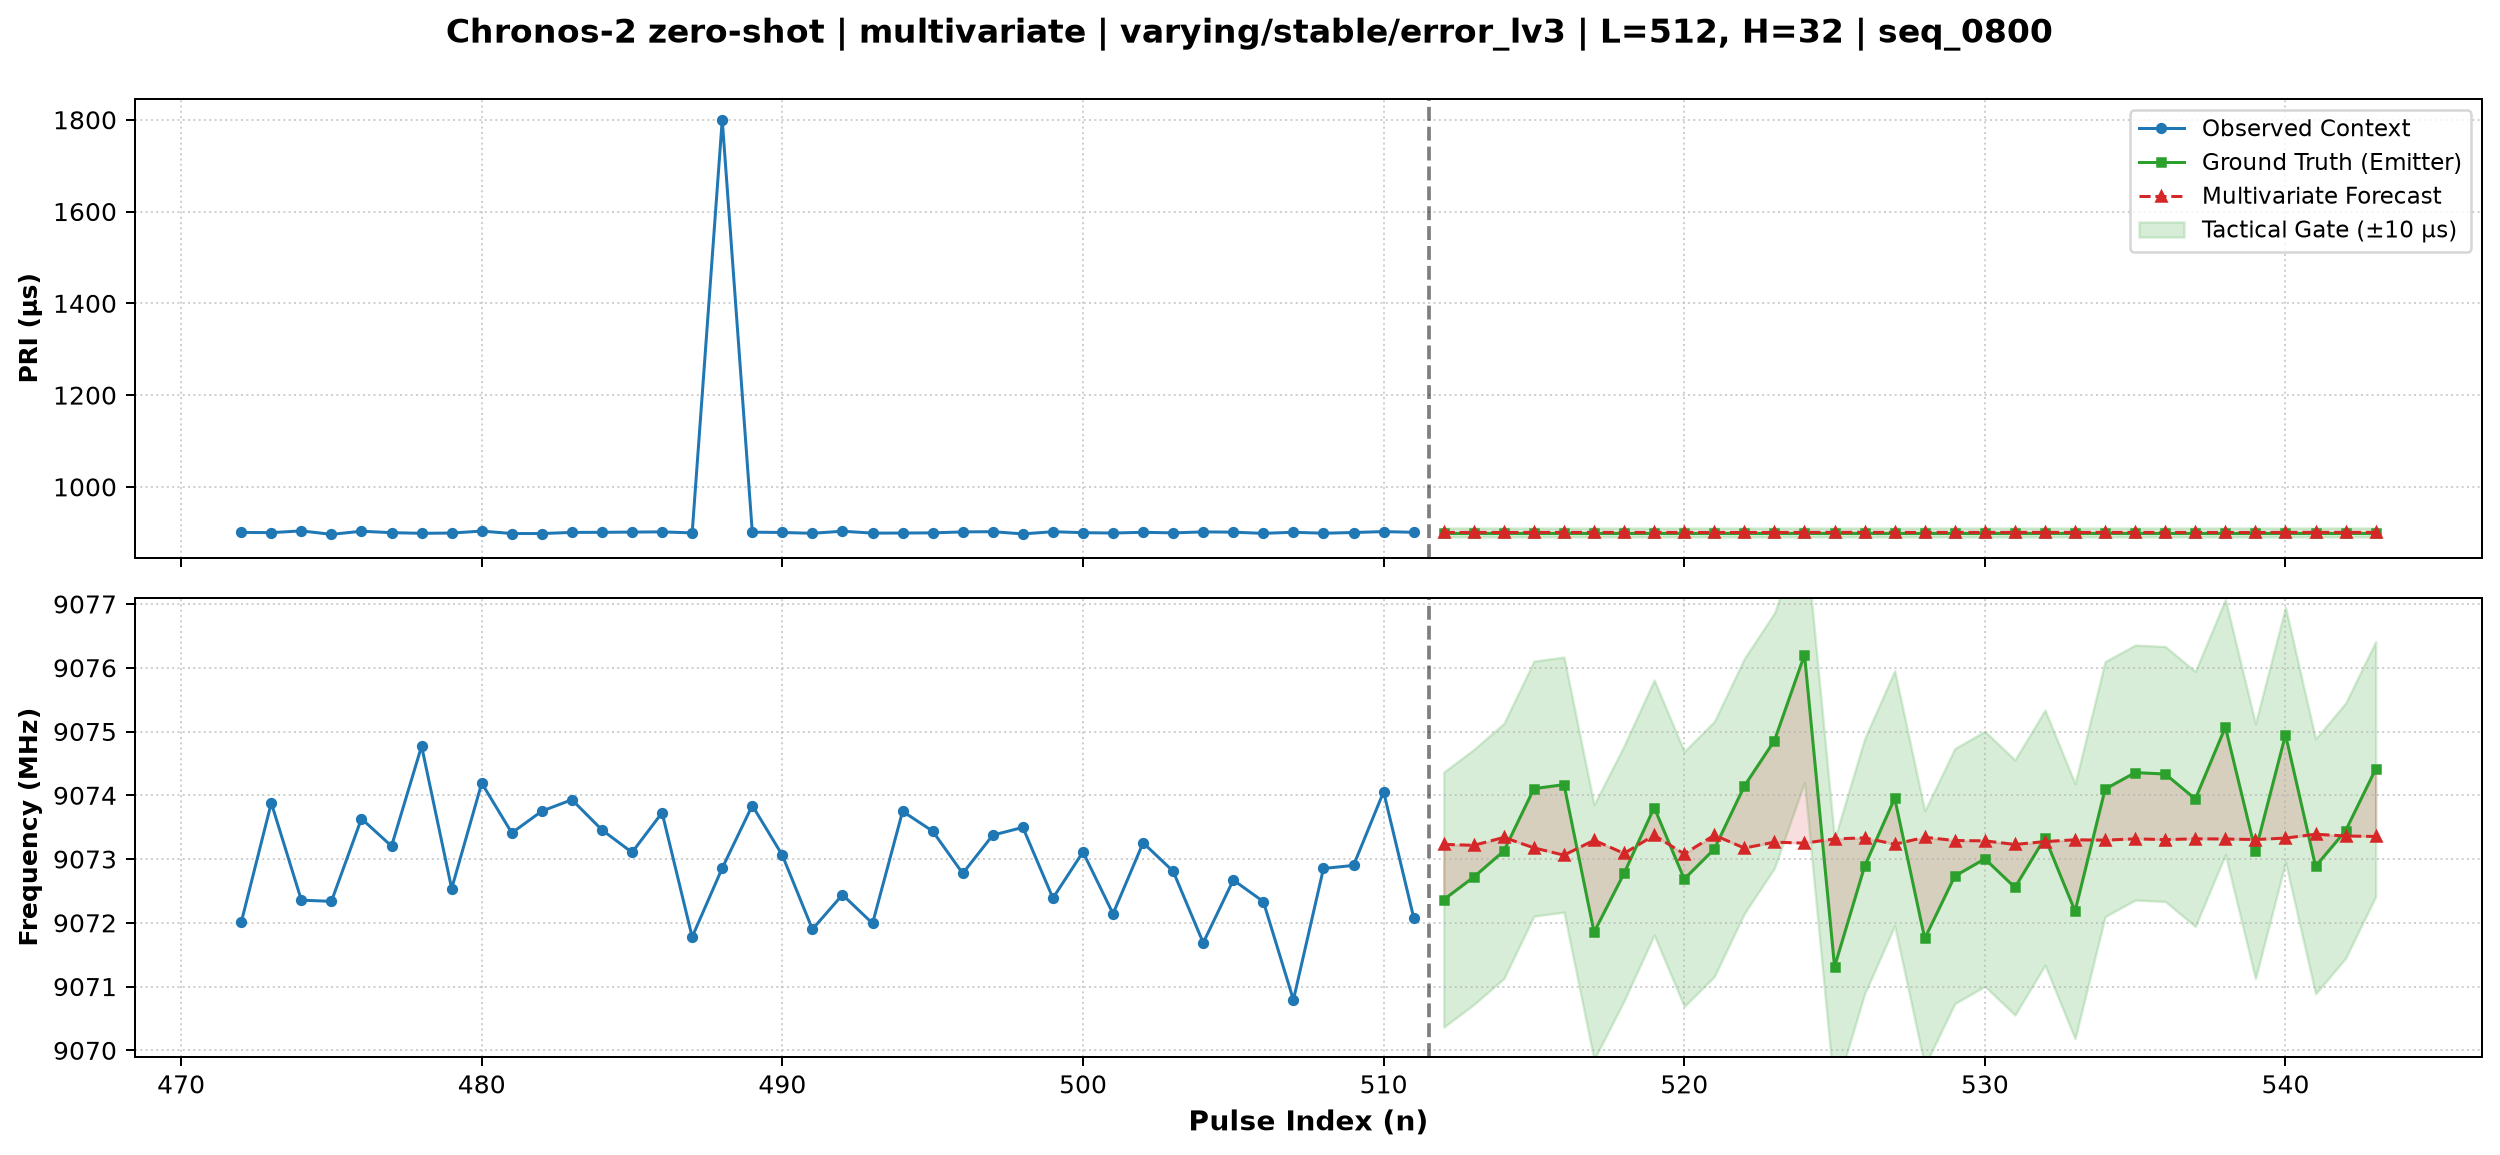 Chronos-2 zero-shot | multivariate | varying/stable/error_lv3 | L=512, H=32 | seq_0800
1800
1600
1400
1200
1000
PRI (µs)
Observed Context
Ground Truth (Emitter)
Multivariate Forecast
Tactical Gate (±10 µs)
9077
9076
9075
9074
9073
9072
9071
9070
Frequency (MHz)
470 480 490 500 510 520 530 540
Pulse Index (n)